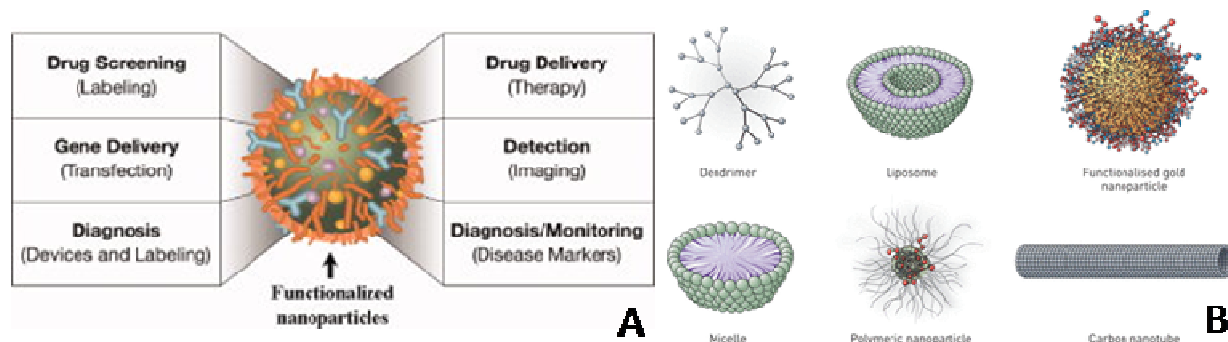 Drug Screening
(Labeling)
Gene Delivery
(Transfection)
Diagnosis
(Devices and Labeling)
Drug Delivery
(Therapy)
Detection
(Imaging)
Diagnosis/Monitoring
(Disease Markers)
Functionalized
nanoparticles
A
Dendrimer
Liposome
Functionalised gold
nanoparticle
Micelle
Polymeric nanoparticle
Carbon nanotube
B